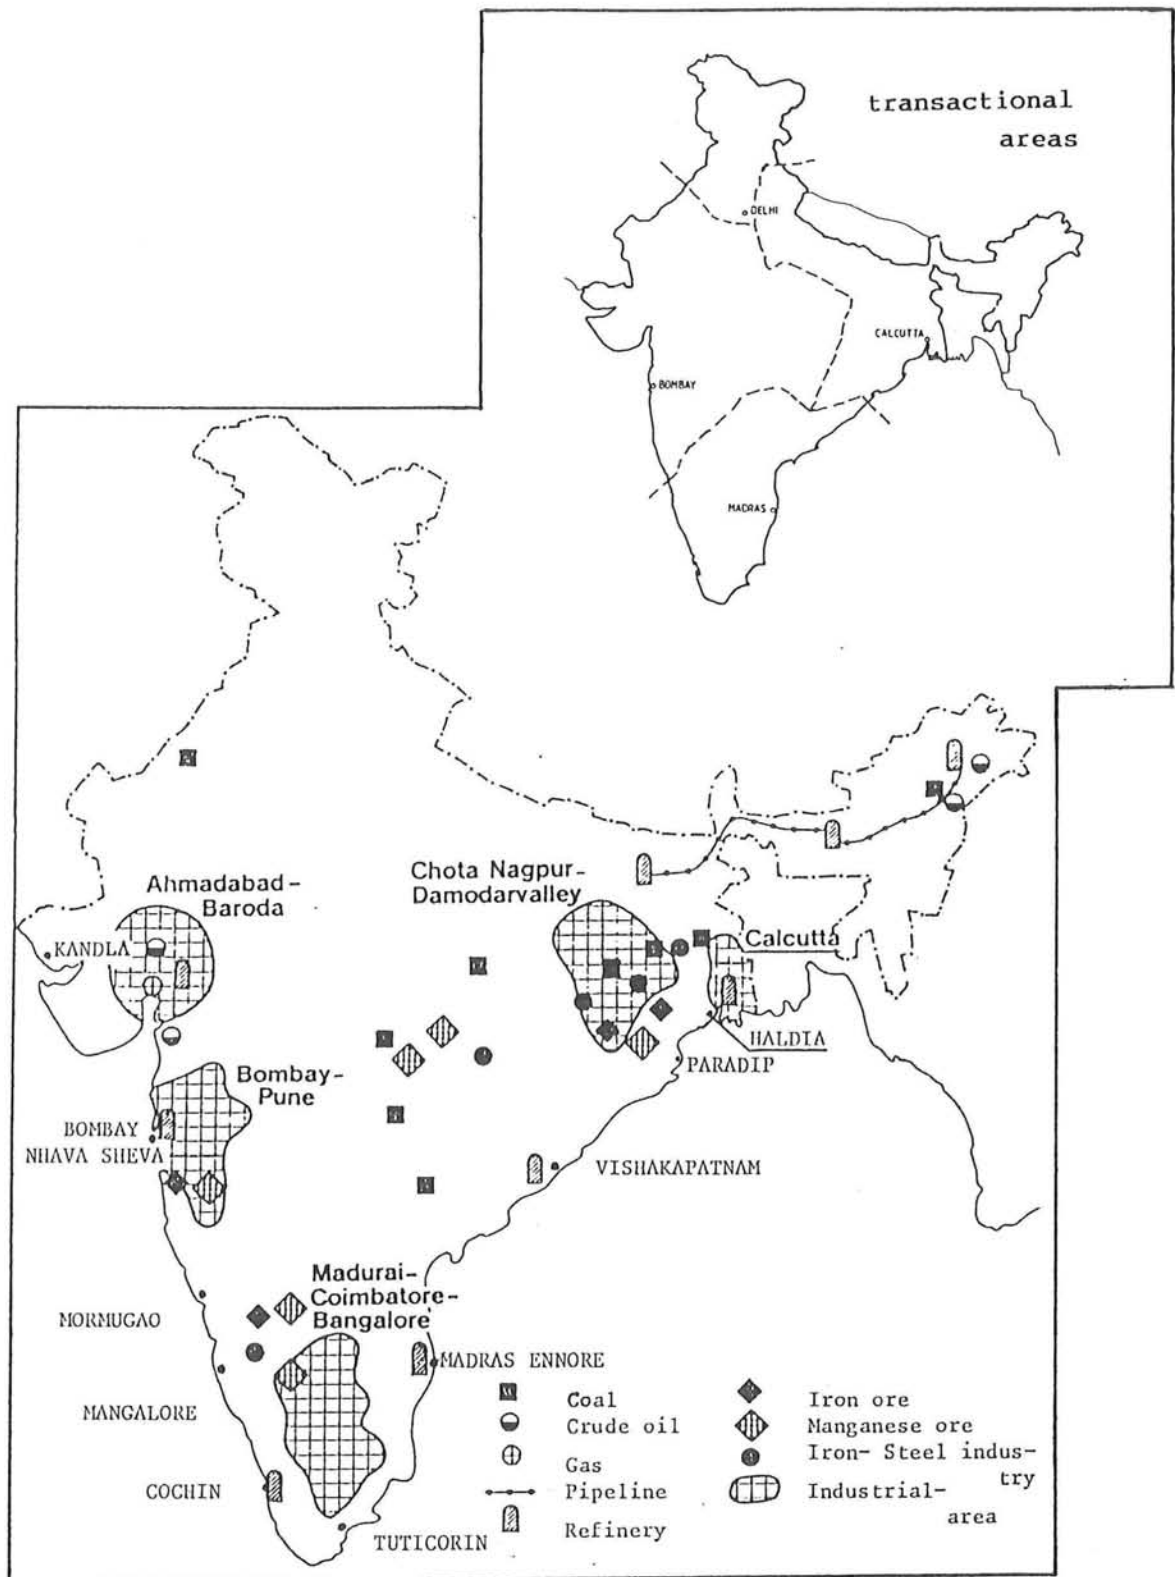 transactional
areas
DELHI
CALCUTTA
BOMBAY
MADRAS
Ahmadabad-
Baroda
KANDLA
Chota Nagpur-
Damodarvalley
Calcutta
HALDIA
PARADIP
Bombay-
Pune
BOMBAY
NHAVA SHEVA
VISHAKAPATNAM
Madurai-
Coimbatore-
Bangalore
MORMUGAO
MADRAS ENNORE
MANGALORE
COCHIN
TUTICORIN
Coal
Crude oil
Gas
Pipeline
Refinery
Iron ore
Manganese ore
Iron- Steel indus-
try
Industrial-
area